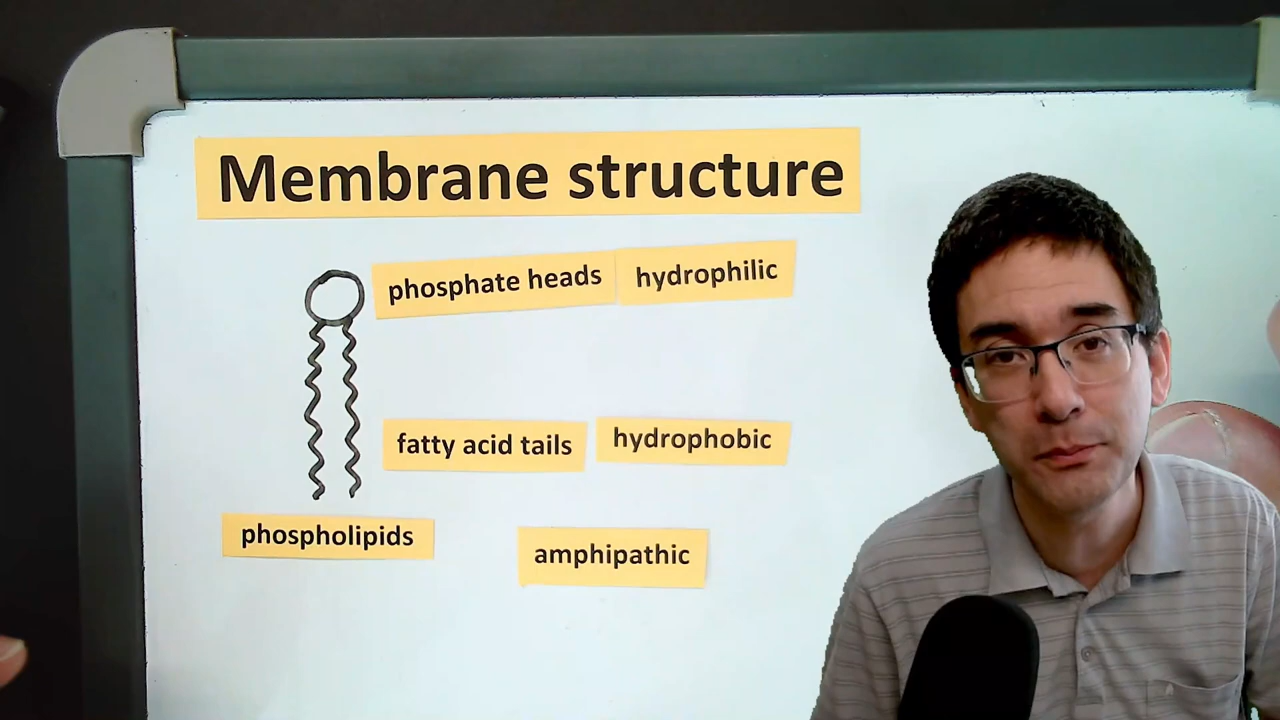 Membrane structure
phosphate heads hydrophilic
fatty acid tails hydrophobic
phospholipids
amphipathic